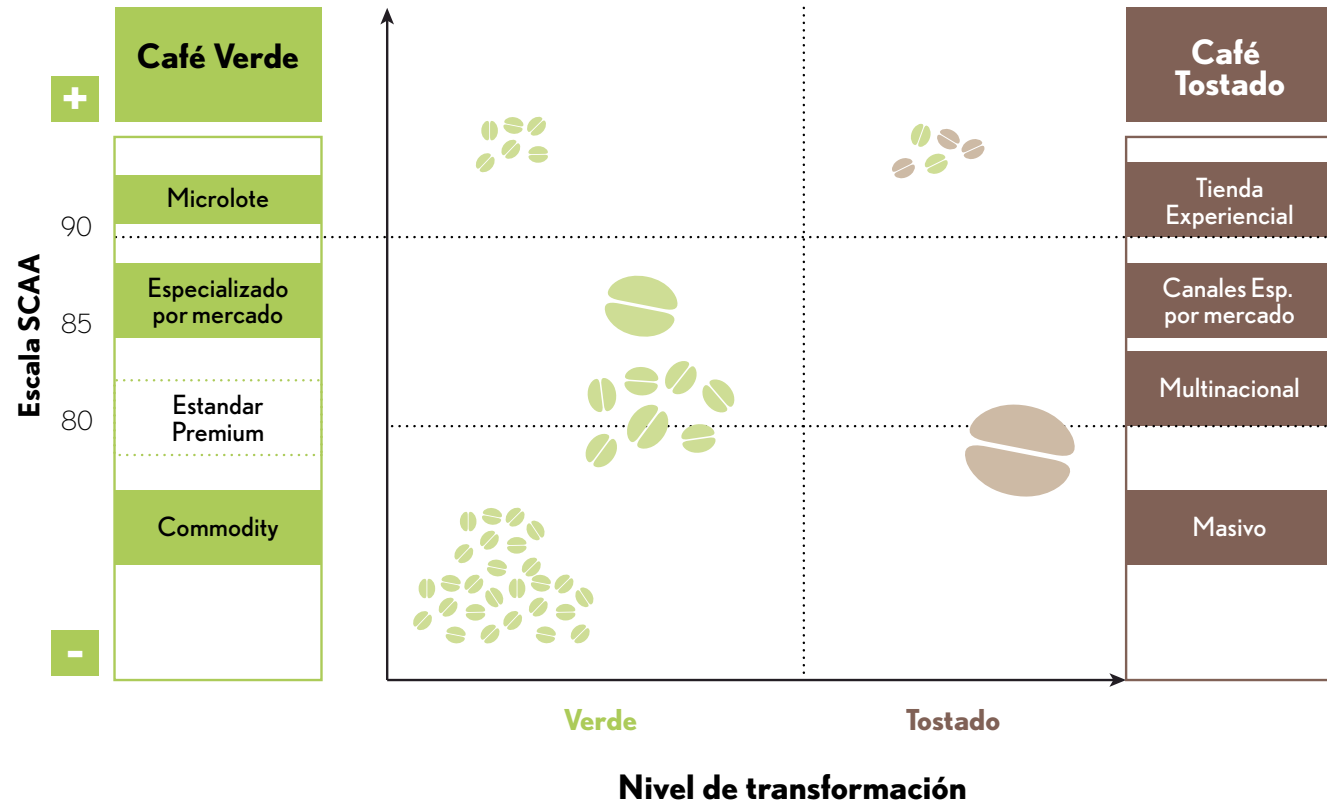 Café Verde
+
Microlote
90
Especializado
por mercado
85
Estandar
Premium
80
Commodity
-
Escala SCAA
Café
Tostado
Tienda
Experiencial
Canales Esp.
por mercado
Multinacional
Masivo
Verde
Tostado
Nivel de transformación